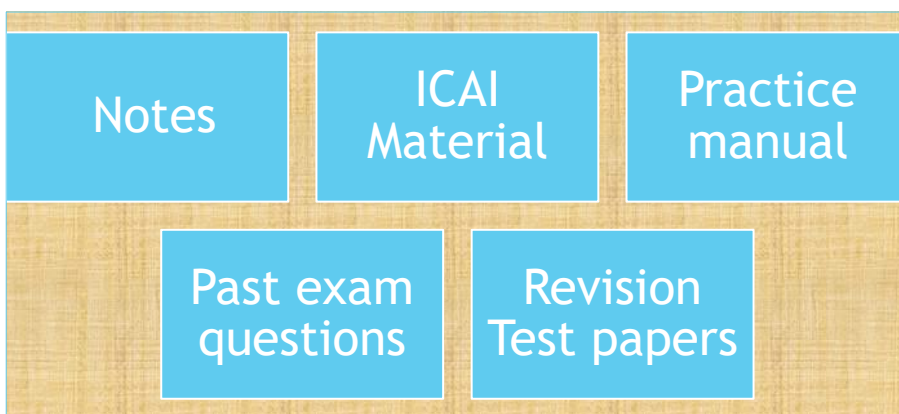 Notes
ICAI
Material
Practice
manual
Past exam
questions
Revision
Test papers